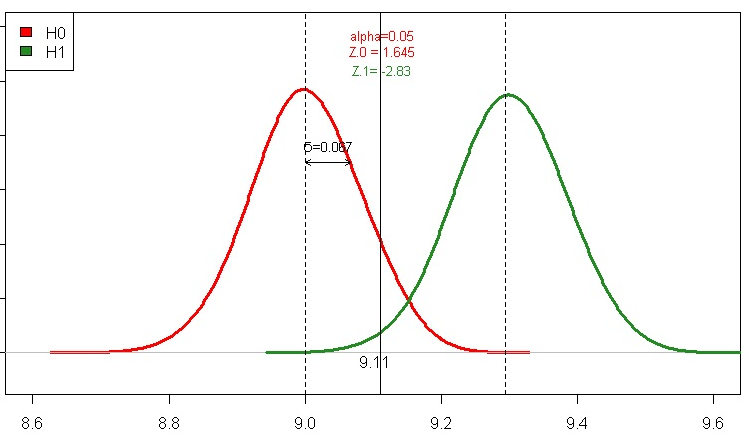 H0
H1
alpha=0.05
Z.0 = 1.645
Z.1= -2.83
σ=0.067
9.11
8.6 8.8 9.0 9.2 9.4 9.6